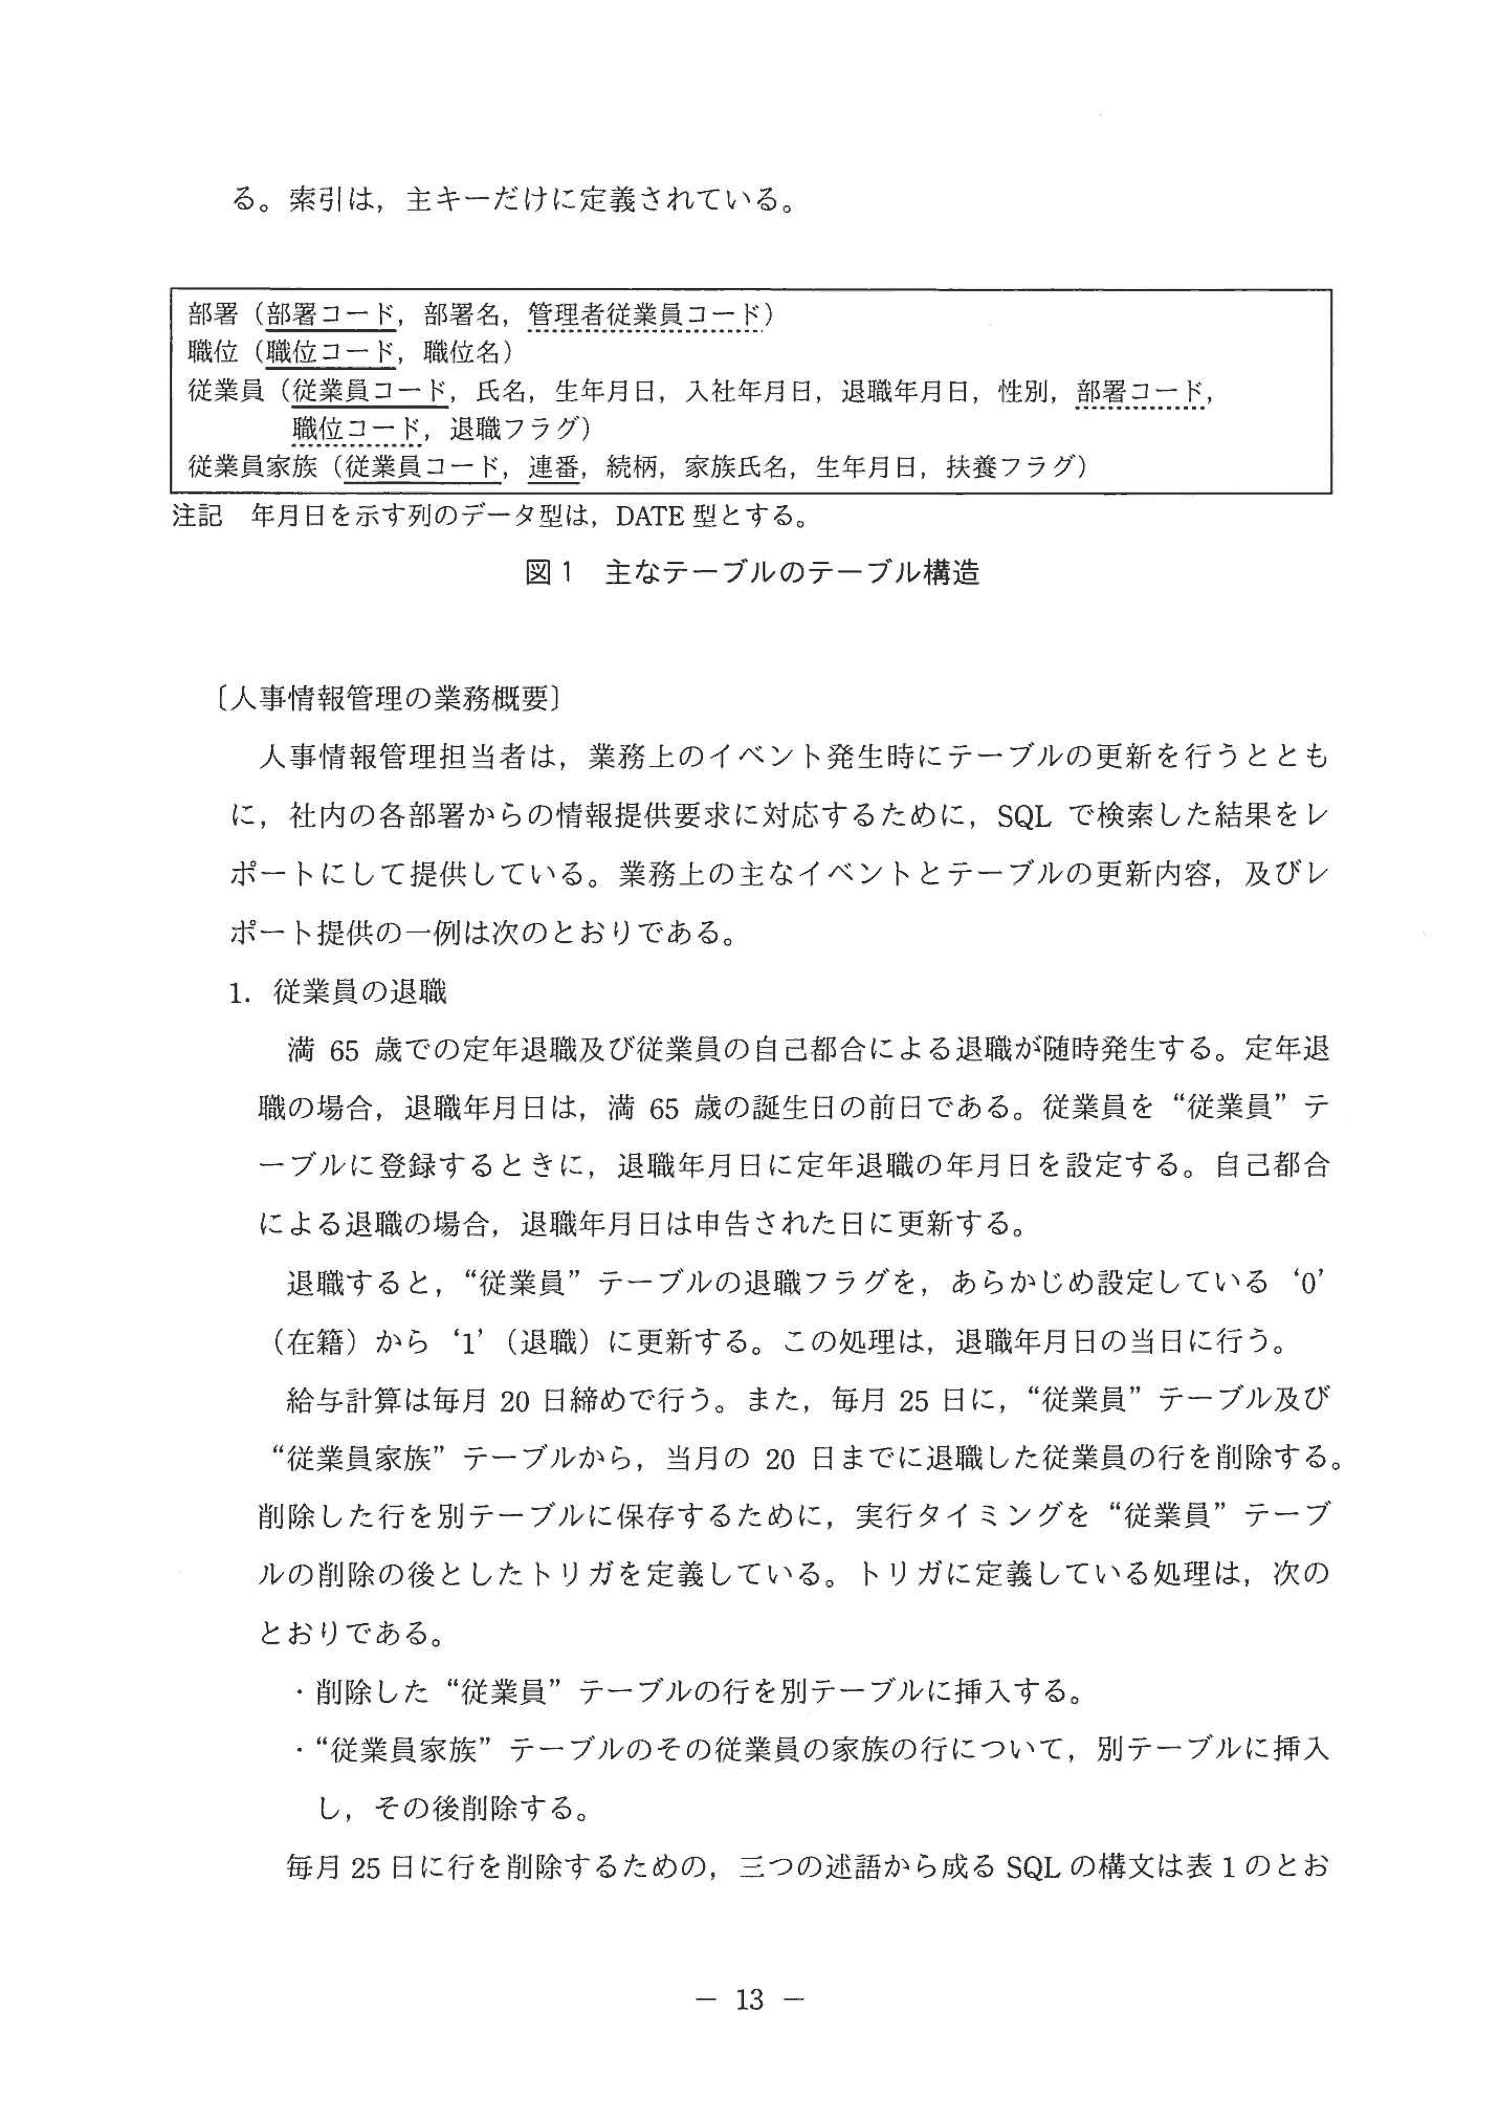 る。索引は，主キーだけに定義されている。
部署（部署コード，部署名，管理者従業員コード）
職位（職位コード，職位名）
従業員（従業員コード，氏名，生年月日，入社年月日，退職年月日，性別，部署コード，
職位コード，退職フラグ）
従業員家族（従業員コード，連番，続柄，家族氏名，生年月日，扶養フラグ）
注記　年月日を示す列のデータ型は，DATE 型とする。
図 1　主なテーブルのテーブル構造
〔人事情報管理の業務概要〕
人事情報管理担当者は，業務上のイベント発生時にテーブルの更新を行うととも
に，社内の各部署からの情報提供要求に対応するために，SQL で検索した結果をレ
ポートにして提供している。業務上の主なイベントとテーブルの更新内容，及びレ
ポート提供の一例は次のとおりである。
1. 従業員の退職
満 65 歳での定年退職及び従業員の自己都合による退職が随時発生する。定年退
職の場合，退職年月日は，満 65 歳の誕生日の前日である。従業員を“従業員”テ
ーブルに登録するときに，退職年月日に定年退職の年月日を設定する。自己都合
による退職の場合，退職年月日は申告された日に更新する。
退職すると，“従業員”テーブルの退職フラグを，あらかじめ設定している‘0’
（在籍）から‘1’（退職）に更新する。この処理は，退職年月日の当日に行う。
給与計算は毎月 20 日締めで行う。また，毎月 25 日に，“従業員”テーブル及び
“従業員家族”テーブルから，当月の 20 日までに退職した従業員の行を削除する。
削除した行を別テーブルに保存するために，実行タイミングを“従業員”テーブ
ルの削除の後としたトリガを定義している。トリガに定義している処理は，次の
とおりである。
・削除した“従業員”テーブルの行を別テーブルに挿入する。
・“従業員家族”テーブルのその従業員の家族の行について，別テーブルに挿入
し，その後削除する。
毎月 25 日に行を削除するための，三つの述語から成る SQL の構文は表 1 のとお
－ 13 －